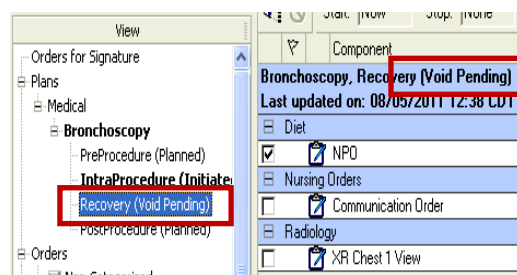 View
Orders for Signature
Plans
Medical
Bronchoscopy
PreProcedure (Planned)
IntraProcedure (Initiate
Recovery (Void Pending)
PostProcedure (Planned)
Orders
Start: Now Stop: None
Component
Bronchoscopy, Recovery (Void Pending)
Last updated on: 08/05/2011 12:38 CDT
Diet
NPO
Nursing Orders
Communication Order
Radiology
XR Chest 1 View